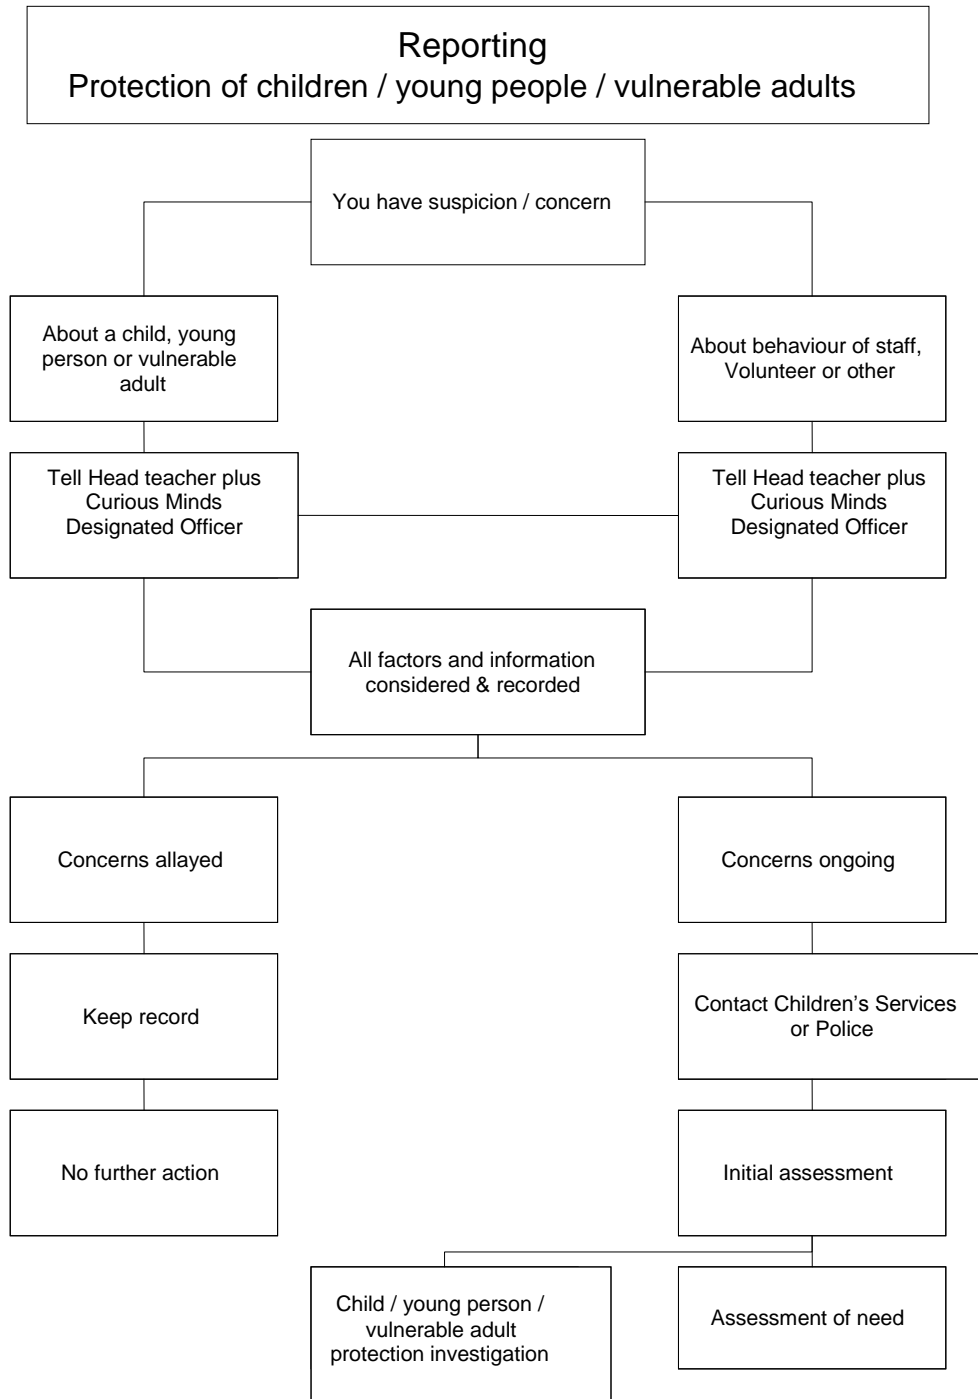 Reporting
Protection of children / young people / vulnerable adults
You have suspicion / concern
About a child, young
person or vulnerable
adult
About behaviour of staff,
Volunteer or other
Tell Head teacher plus
Curious Minds
Designated Officer
Tell Head teacher plus
Curious Minds
Designated Officer
All factors and information
considered & recorded
Concerns allayed
Concerns ongoing
Keep record
Contact Children’s Services
or Police
No further action
Initial assessment
Child / young person /
vulnerable adult
protection investigation
Assessment of need